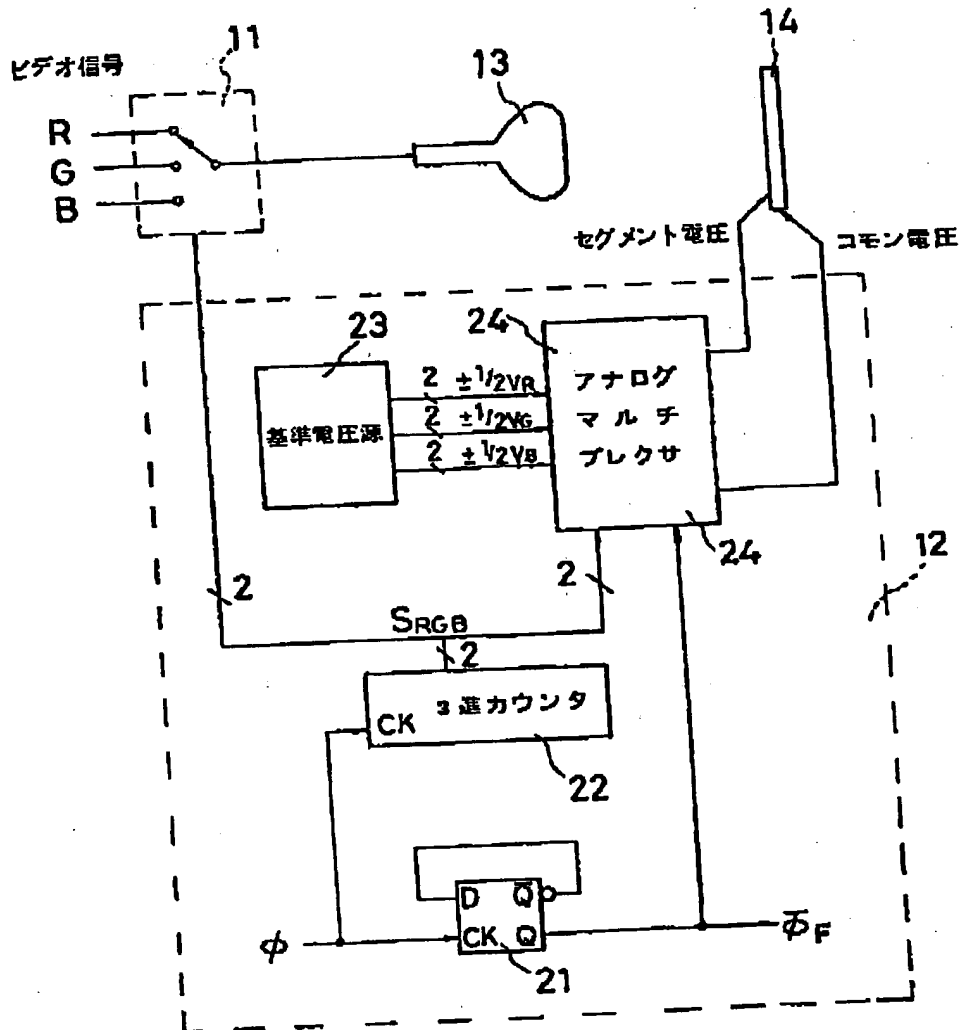 ビデオ信号
11
R
G
B
13
14
セグメント電圧
コモン電圧
23
基準電圧源
2 ±1/2VR
2 ±1/2VG
2 ±1/2VB
24
アナログ
マルチ
プレクサ
24
12
2
2
SRGB
2
3進カウンタ
CK
22
D Q̅
CK Q
21
φ
Φ̅F